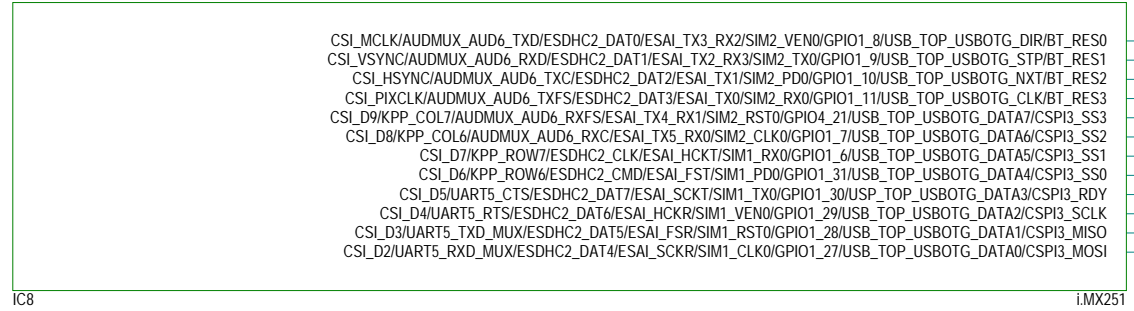 CSI_MCLK/AUDMUX_AUD6_TXD/ESDHC2_DAT0/ESAI_TX3_RX2/SIM2_VEN0/GPIO1_8/USB_TOP_USBOTG_DIR/BT_RES0
CSI_VSYNC/AUDMUX_AUD6_RXD/ESDHC2_DAT1/ESAI_TX2_RX3/SIM2_TX0/GPIO1_9/USB_TOP_USBOTG_STP/BT_RES1
CSI_HSYNC/AUDMUX_AUD6_TXC/ESDHC2_DAT2/ESAI_TX1/SIM2_PD0/GPIO1_10/USB_TOP_USBOTG_NXT/BT_RES2
CSI_PIXCLK/AUDMUX_AUD6_TXFS/ESDHC2_DAT3/ESAI_TX0/SIM2_RX0/GPIO1_11/USB_TOP_USBOTG_CLK/BT_RES3
CSI_D9/KPP_COL7/AUDMUX_AUD6_RXFS/ESAI_TX4_RX1/SIM2_RST0/GPIO4_21/USB_TOP_USBOTG_DATA7/CSPI3_SS3
CSI_D8/KPP_COL6/AUDMUX_AUD6_RXC/ESAI_TX5_RX0/SIM2_CLK0/GPIO1_7/USB_TOP_USBOTG_DATA6/CSPI3_SS2
CSI_D7/KPP_ROW7/ESDHC2_CLK/ESAI_HCKT/SIM1_RX0/GPIO1_6/USB_TOP_USBOTG_DATA5/CSPI3_SS1
CSI_D6/KPP_ROW6/ESDHC2_CMD/ESAI_FST/SIM1_PD0/GPIO1_31/USB_TOP_USBOTG_DATA4/CSPI3_SS0
CSI_D5/UART5_CTS/ESDHC2_DAT7/ESAI_SCKT/SIM1_TX0/GPIO1_30/USP_TOP_USBOTG_DATA3/CSPI3_RDY
CSI_D4/UART5_RTS/ESDHC2_DAT6/ESAI_HCKR/SIM1_VEN0/GPIO1_29/USB_TOP_USBOTG_DATA2/CSPI3_SCLK
CSI_D3/UART5_TXD_MUX/ESDHC2_DAT5/ESAI_FSR/SIM1_RST0/GPIO1_28/USB_TOP_USBOTG_DATA1/CSPI3_MISO
CSI_D2/UART5_RXD_MUX/ESDHC2_DAT4/ESAI_SCKR/SIM1_CLK0/GPIO1_27/USB_TOP_USBOTG_DATA0/CSPI3_MOSI
IC8 i.MX251